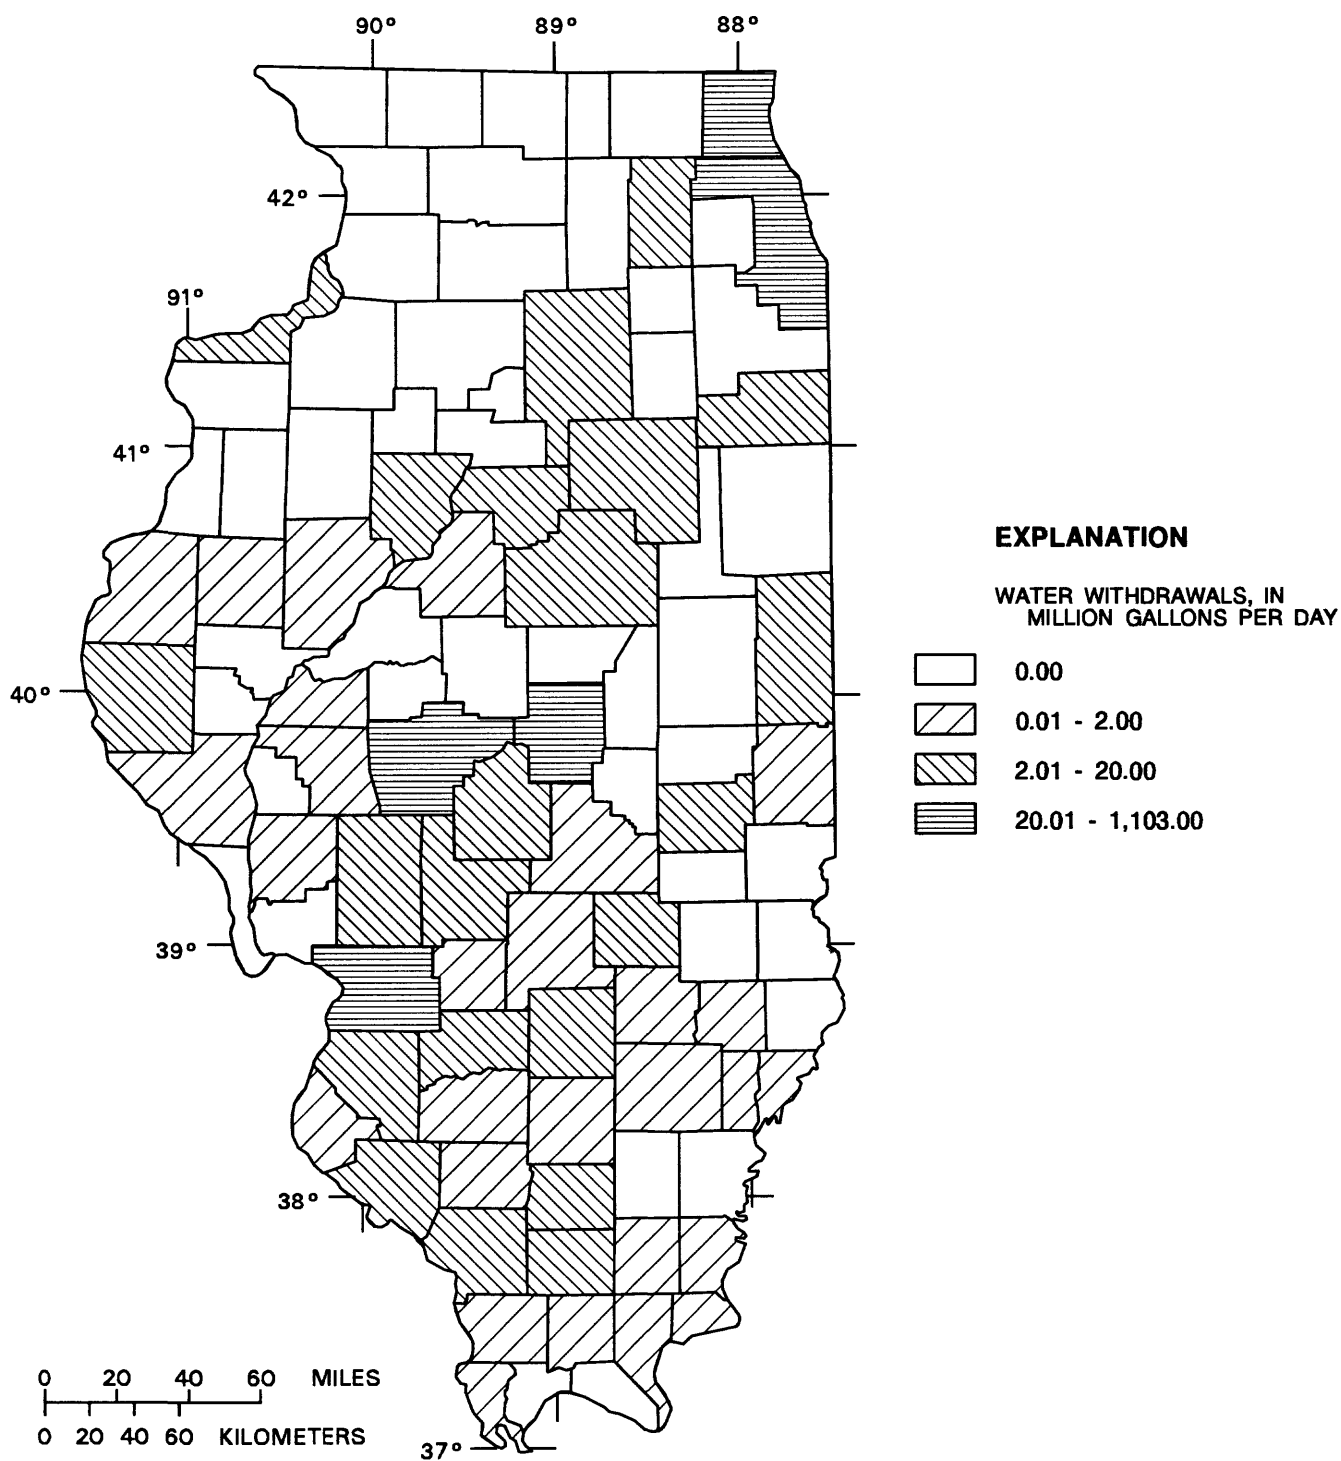 90° 89° 88°
42°
91°
41°
40°
39°
38°
37°
EXPLANATION
WATER WITHDRAWALS, IN
MILLION GALLONS PER DAY
0.00
0.01 - 2.00
2.01 - 20.00
20.01 - 1,103.00
0 20 40 60 MILES
0 20 40 60 KILOMETERS